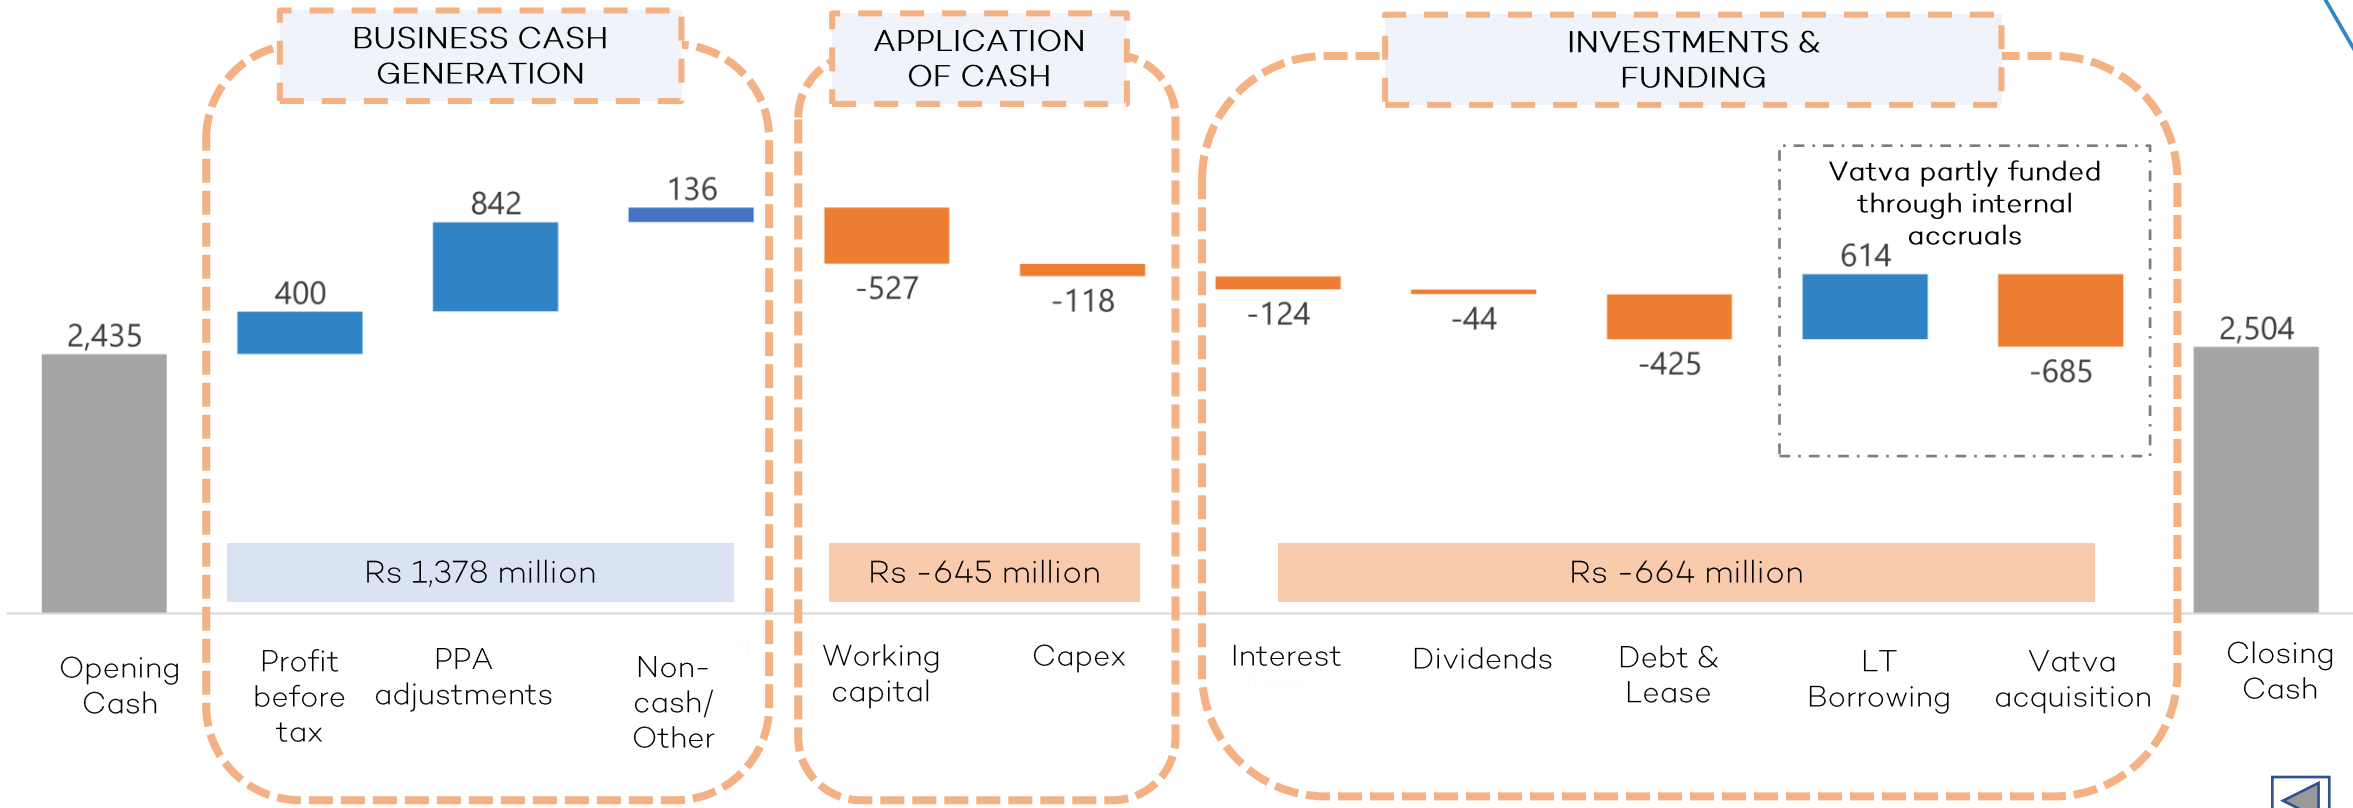 BUSINESS CASH
GENERATION
APPLICATION
OF CASH
INVESTMENTS &
FUNDING
Vatva partly funded
through internal
accruals
2,435
400
842
136
-527
-118
-124
-44
-425
614
-685
2,504
Rs 1,378 million
Rs -645 million
Rs -664 million
Opening
Cash
Profit
before
tax
PPA
adjustments
Non-
cash/
Other
Working
capital
Capex
Interest
Dividends
Debt &
Lease
LT
Borrowing
Vatva
acquisition
Closing
Cash